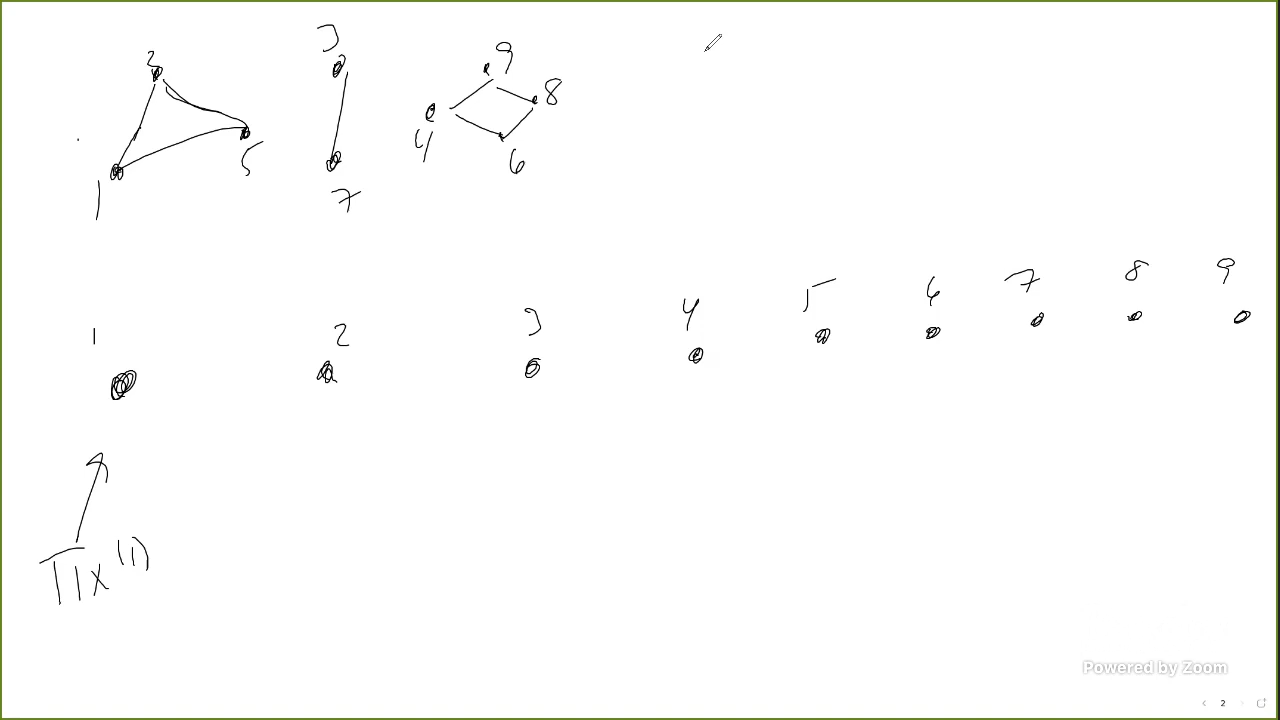 2 3 9
8
4 5 6
1 7
1 2 3 4 5 6 7 8 9
Πx(1)
Powered by Zoom
2